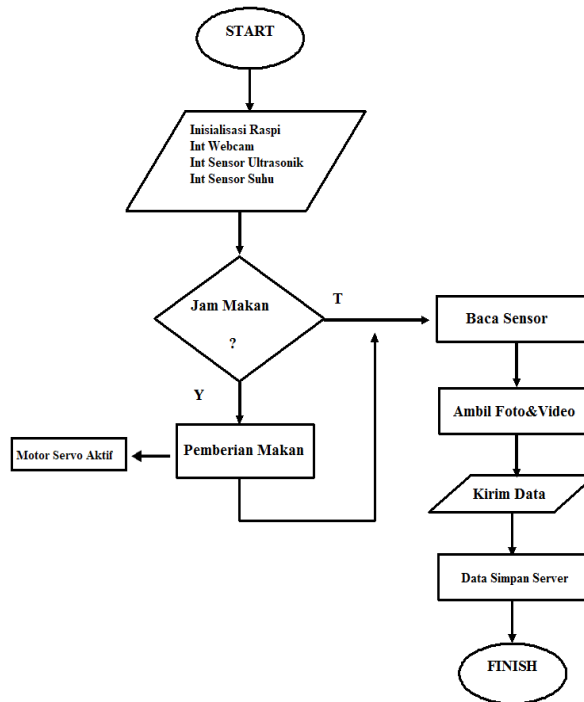 START
Inisialisasi Raspi
Int Webcam
Int Sensor Ultrasonik
Int Sensor Suhu
Jam Makan
?
T
Y
Baca Sensor
Ambil Foto&Video
Pemberian Makan
Motor Servo Aktif
Kirim Data
Data Simpan Server
FINISH